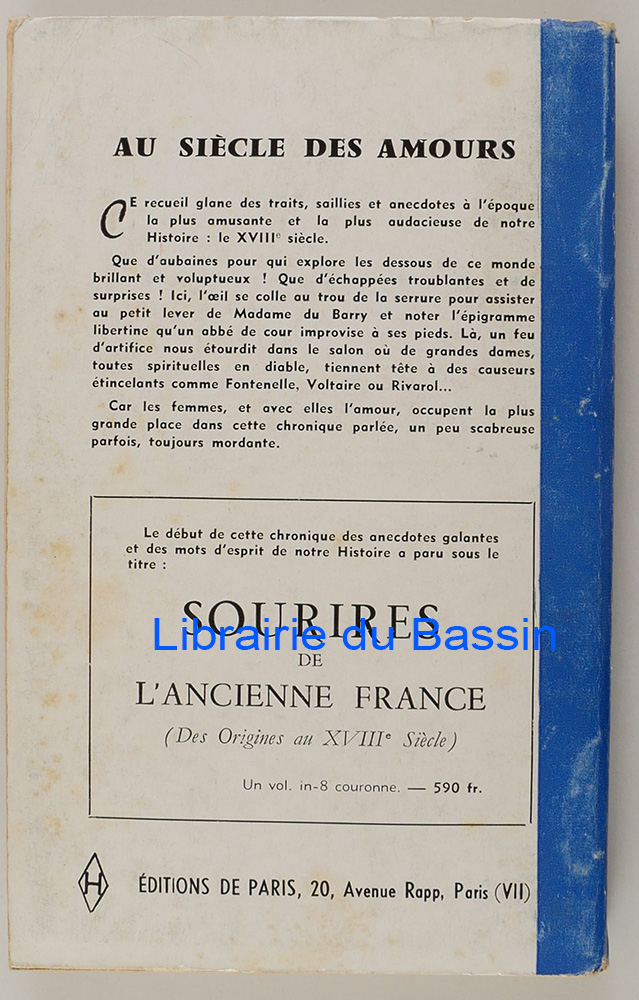 AU SIÈCLE DES AMOURS
CE recueil glane des traits, saillies et anecdotes à l'époque
la plus amusante et la plus audacieuse de notre
Histoire : le XVIIIᵉ siècle.
Que d'aubaines pour qui explore les dessous de ce monde
brillant et voluptueux ! Que d'échappées troublantes et de
surprises ! Ici, l'œil se colle au trou de la serrure pour assister
au petit lever de Madame du Barry et noter l'épigramme
libertine qu'un abbé de cour improvise à ses pieds. Là, un feu
d'artifice nous étourdit dans le salon où de grandes dames,
toutes spirituelles en diable, tiennent tête à des causeurs
étincelants comme Fontenelle, Voltaire ou Rivarol...
Car les femmes, et avec elles l'amour, occupent la plus
grande place dans cette chronique parlée, un peu scabreuse
parfois, toujours mordante.
Le début de cette chronique des anecdotes galantes
et des mots d'esprit de notre Histoire a paru sous le
titre :
SOURIRES
Librairie du Bassin
DE
L'ANCIENNE FRANCE
(Des Origines au XVIIIᵉ Siècle)
Un vol. in-8 couronne. — 590 fr.
H
ÉDITIONS DE PARIS, 20, Avenue Rapp, Paris (VII)